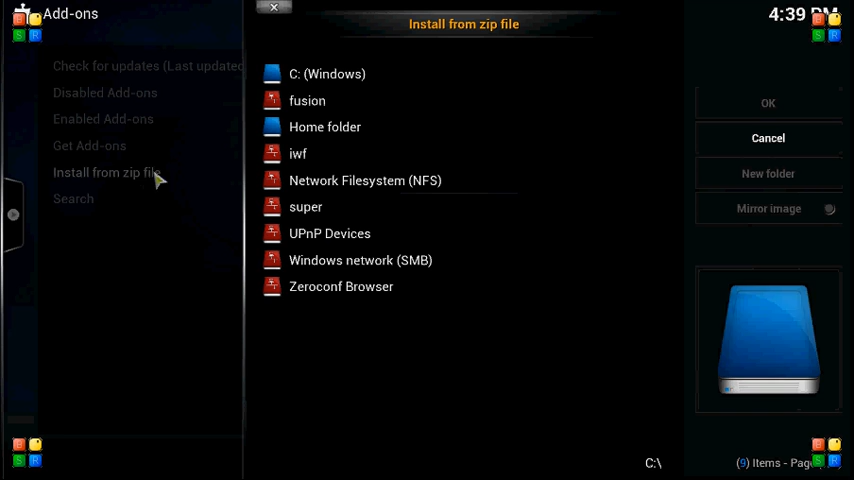 Add-ons
Install from zip file
4:39 PM
Check for updates (Last updated
Disabled Add-ons
Enabled Add-ons
Get Add-ons
Install from zip file
Search
C: (Windows)
fusion
Home folder
iwf
Network Filesystem (NFS)
super
UPnP Devices
Windows network (SMB)
Zeroconf Browser
OK
Cancel
New folder
Mirror image
C:\
(9) Items - Page
B
S R
B
S R
B
S R
B
S R